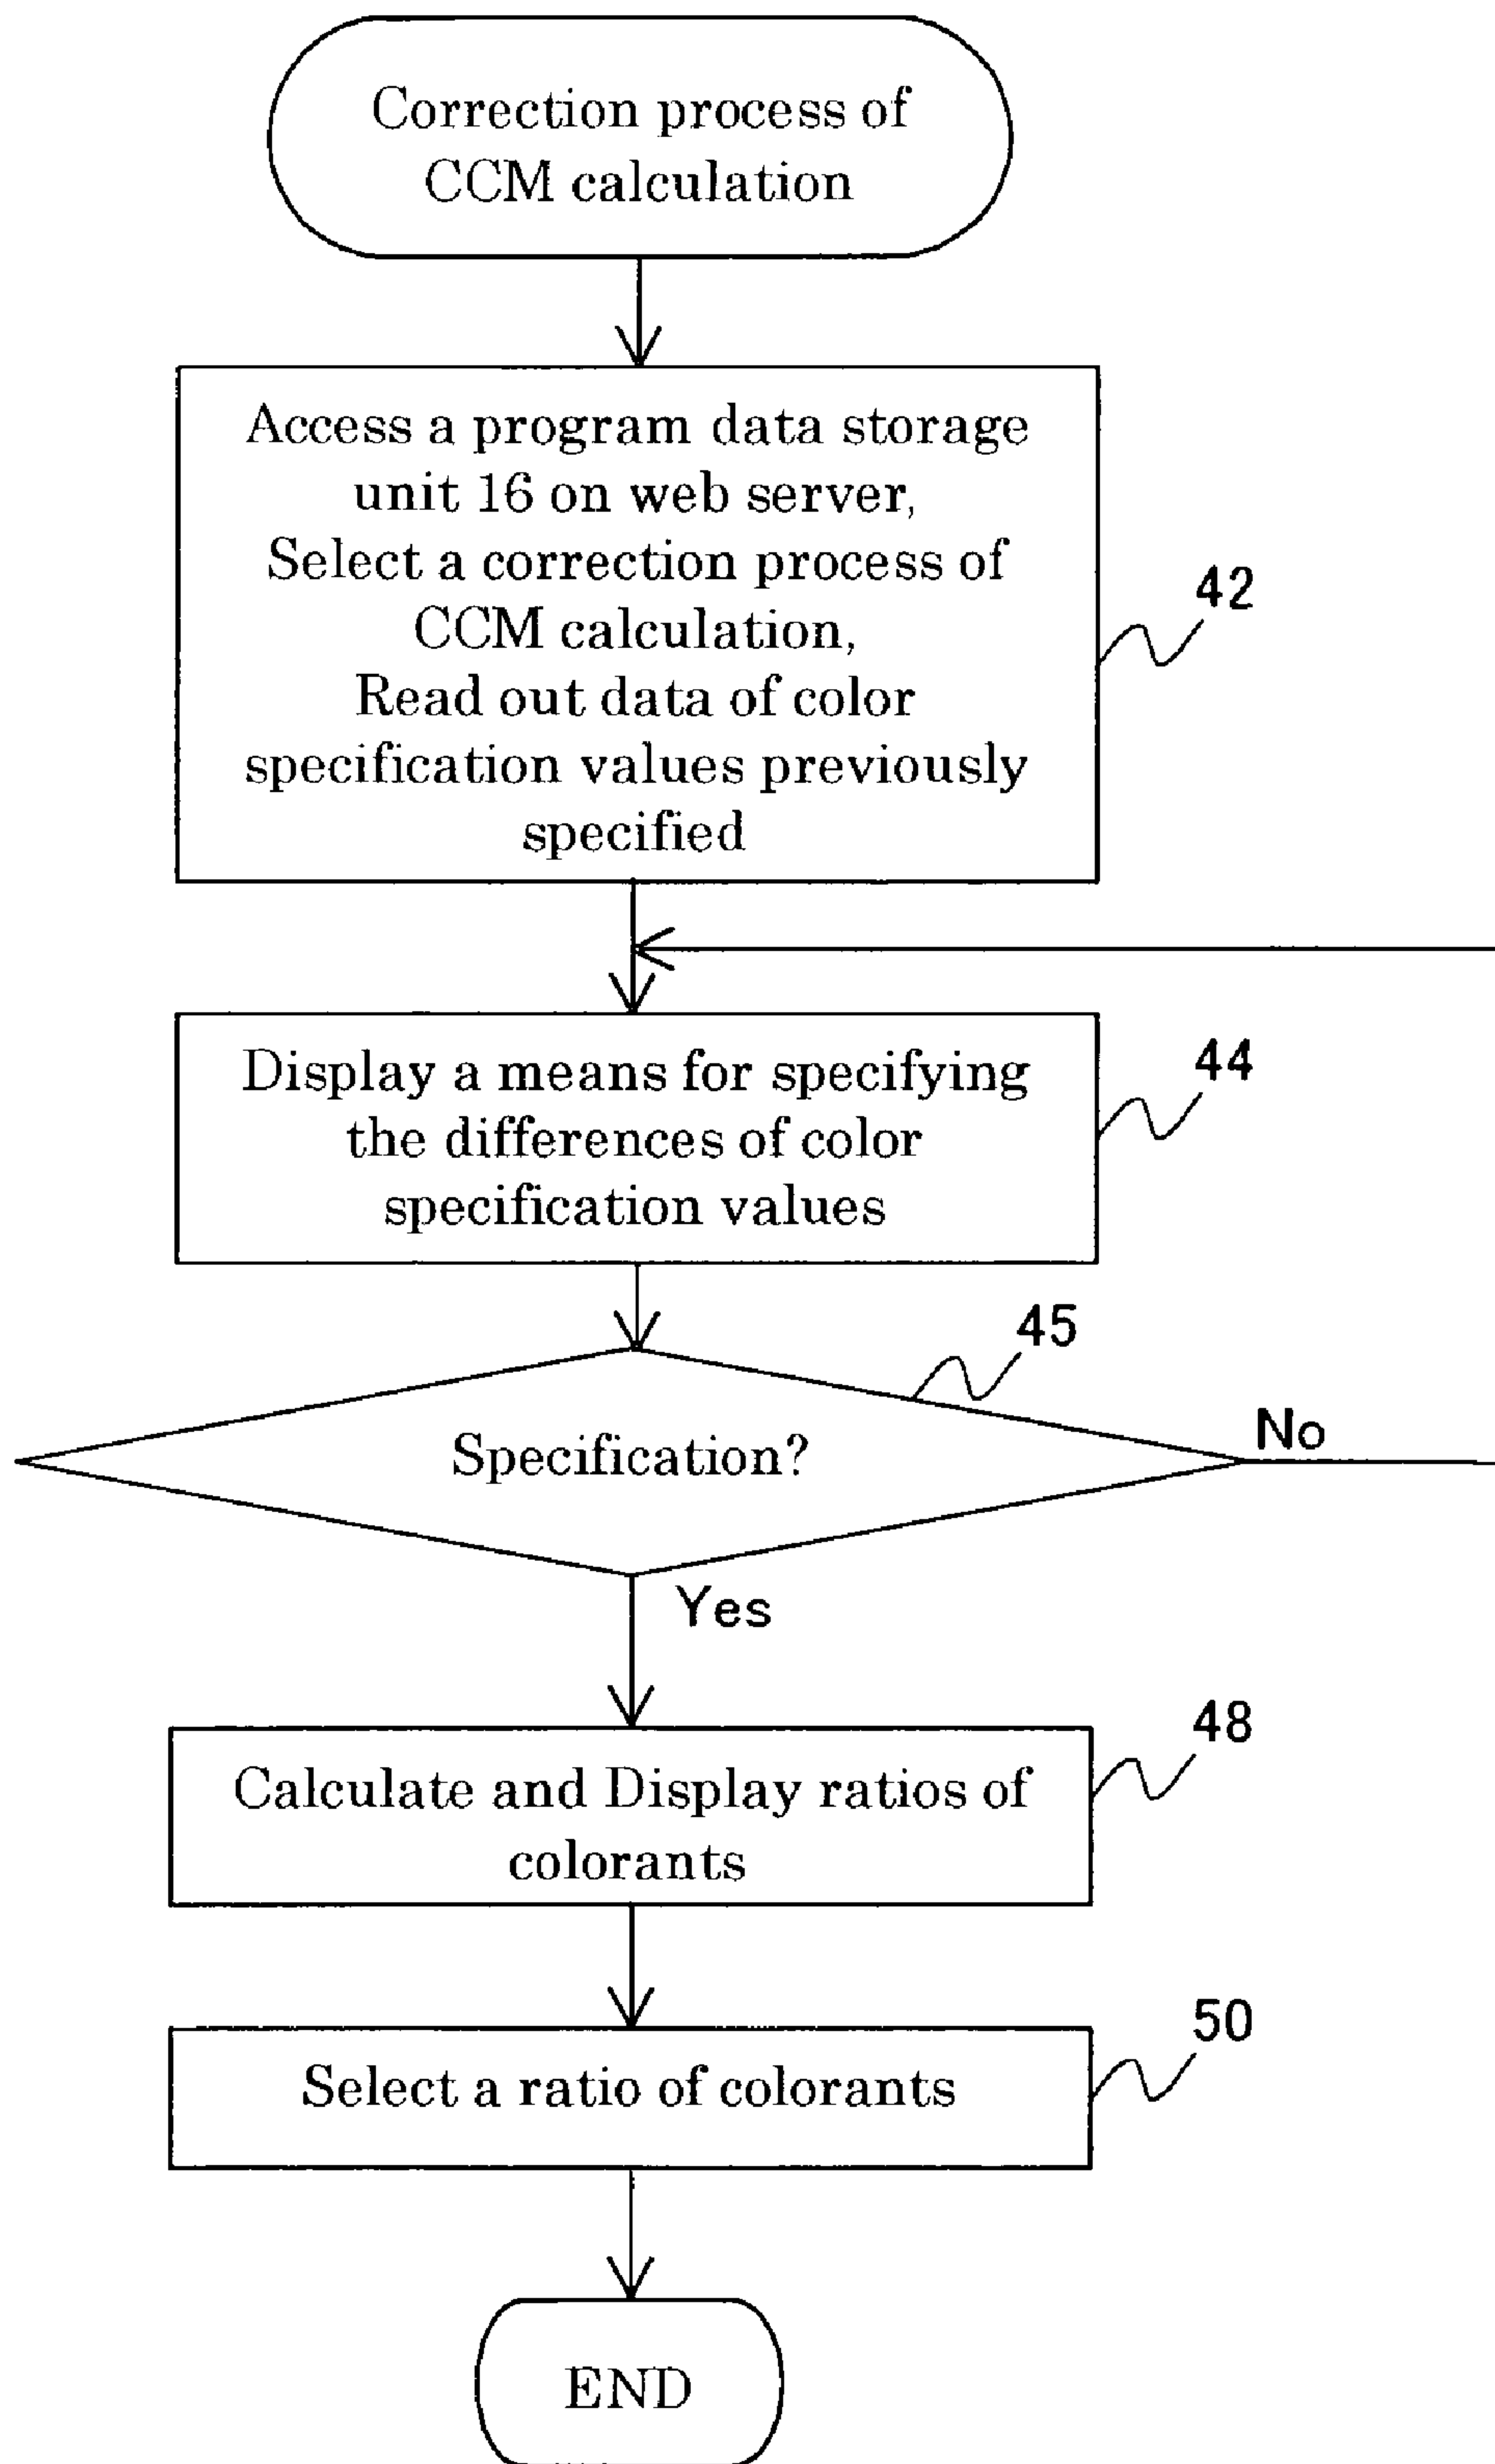 Correction process of
CCM calculation
Access a program data storage
unit 16 on web server,
Select a correction process of
CCM calculation,
Read out data of color
specification values previously
specified
42
Display a means for specifying
the differences of color
specification values
44
45
Specification?
No
Yes
Calculate and Display ratios of
colorants
48
Select a ratio of colorants
50
END